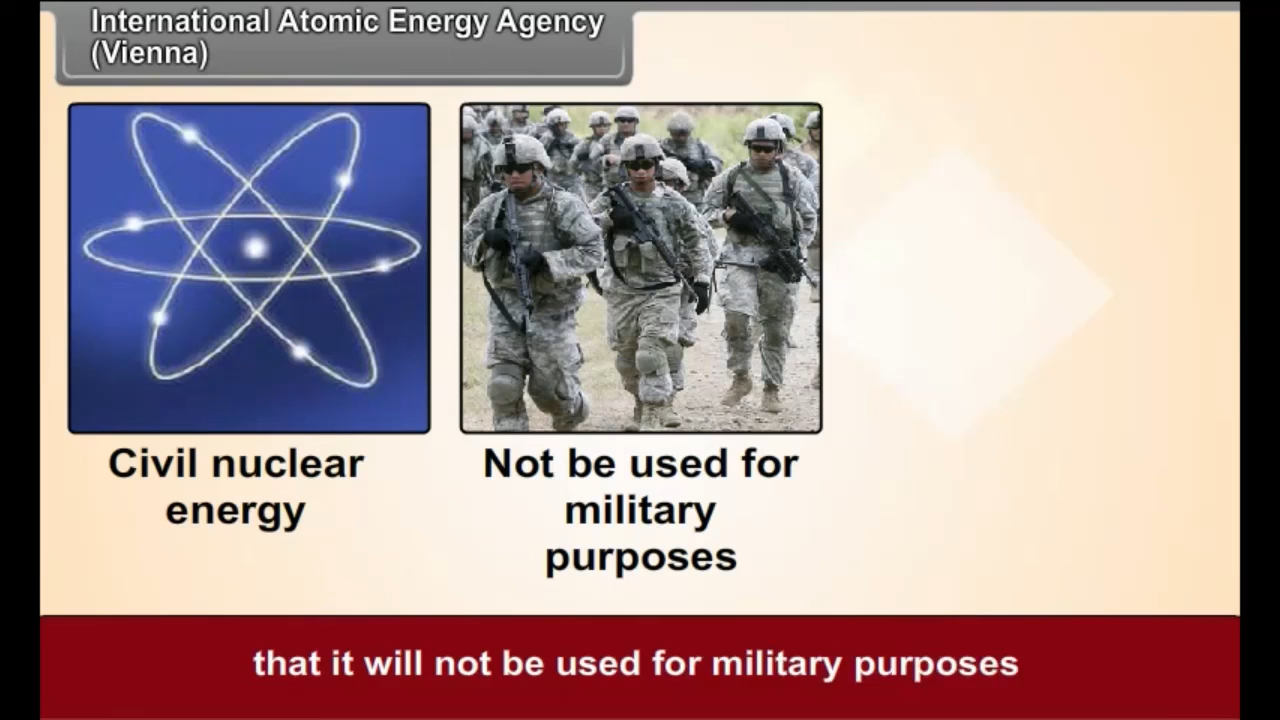 International Atomic Energy Agency
(Vienna)
Civil nuclear
energy
Not be used for
military
purposes
that it will not be used for military purposes